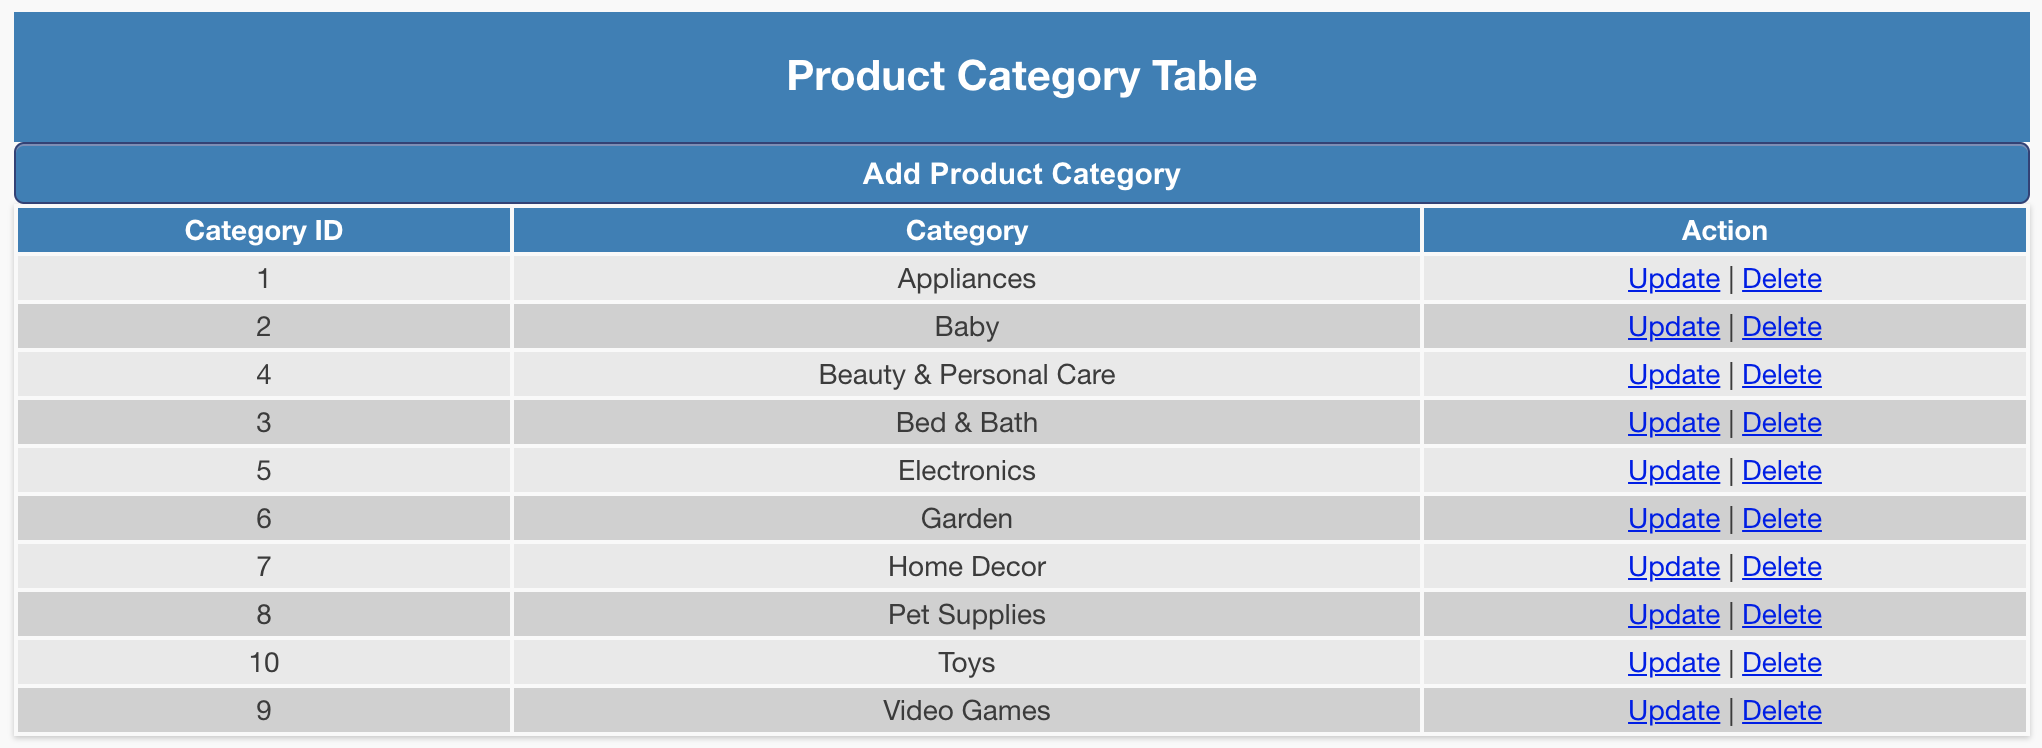 Product Category Table
Add Product Category
Category ID Category Action
1 Appliances Update | Delete
2 Baby Update | Delete
4 Beauty & Personal Care Update | Delete
3 Bed & Bath Update | Delete
5 Electronics Update | Delete
6 Garden Update | Delete
7 Home Decor Update | Delete
8 Pet Supplies Update | Delete
10 Toys Update | Delete
9 Video Games Update | Delete